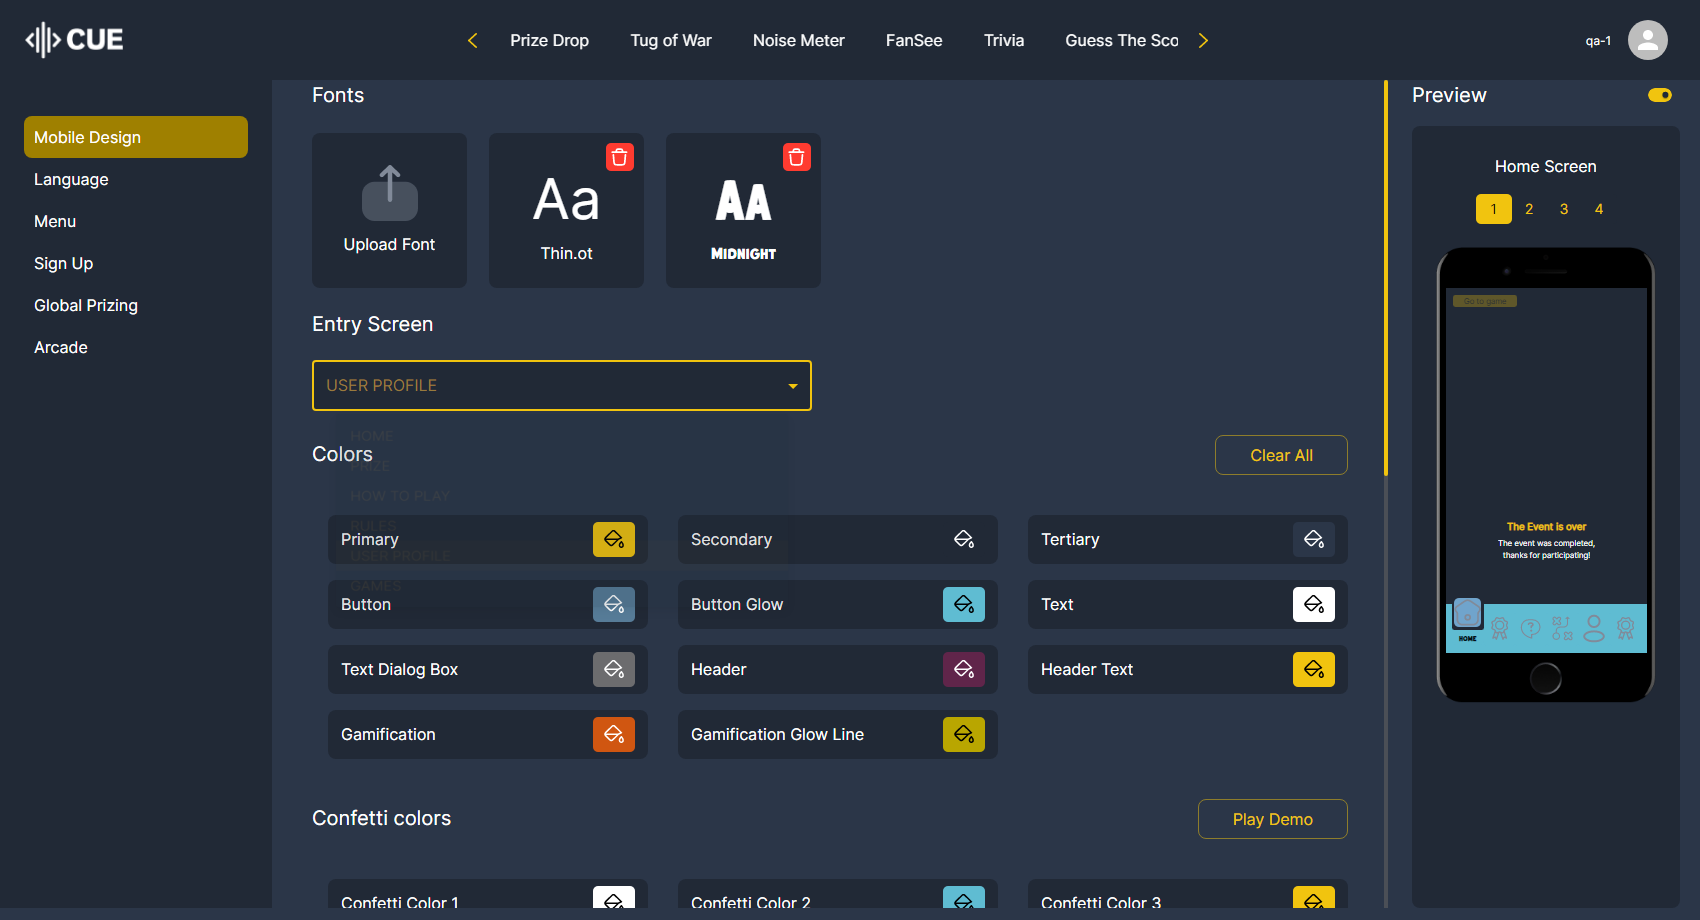 CUE
Prize Drop
Tug of War
Noise Meter
FanSee
Trivia
Guess The Sco
qa-1
Mobile Design
Language
Menu
Sign Up
Global Prizing
Arcade
Fonts
Upload Font
Aa
Thin.ot
AA
MIDNIGHT
Entry Screen
USER PROFILE
HOME
PRIZE
HOW TO PLAY
RULES
USER PROFILE
GAMES
Colors
Clear All
Primary
Secondary
Tertiary
Button
Button Glow
Text
Text Dialog Box
Header
Header Text
Gamification
Gamification Glow Line
Confetti colors
Play Demo
Confetti Color 1
Confetti Color 2
Confetti Color 3
Preview
Home Screen
1
2
3
4
Go to game
The Event is over
The event was completed,
thanks for participating!
HOME